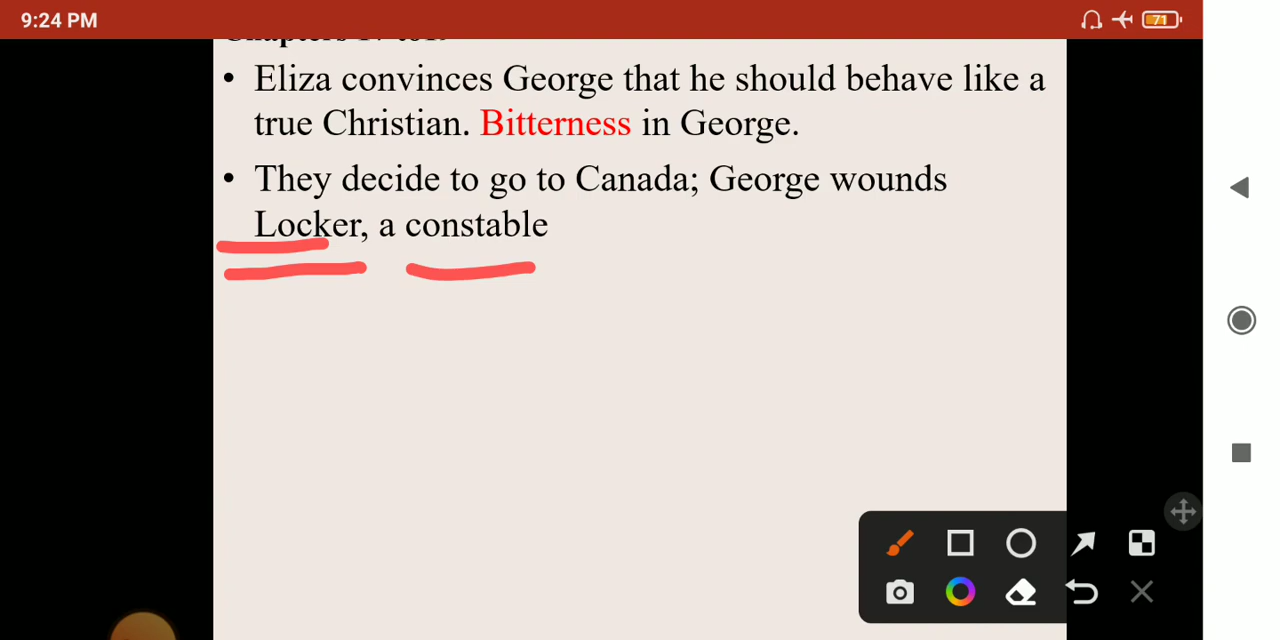 9:24 PM
71
• Eliza convinces George that he should behave like a
true Christian. Bitterness in George.
• They decide to go to Canada; George wounds
Locker, a constable